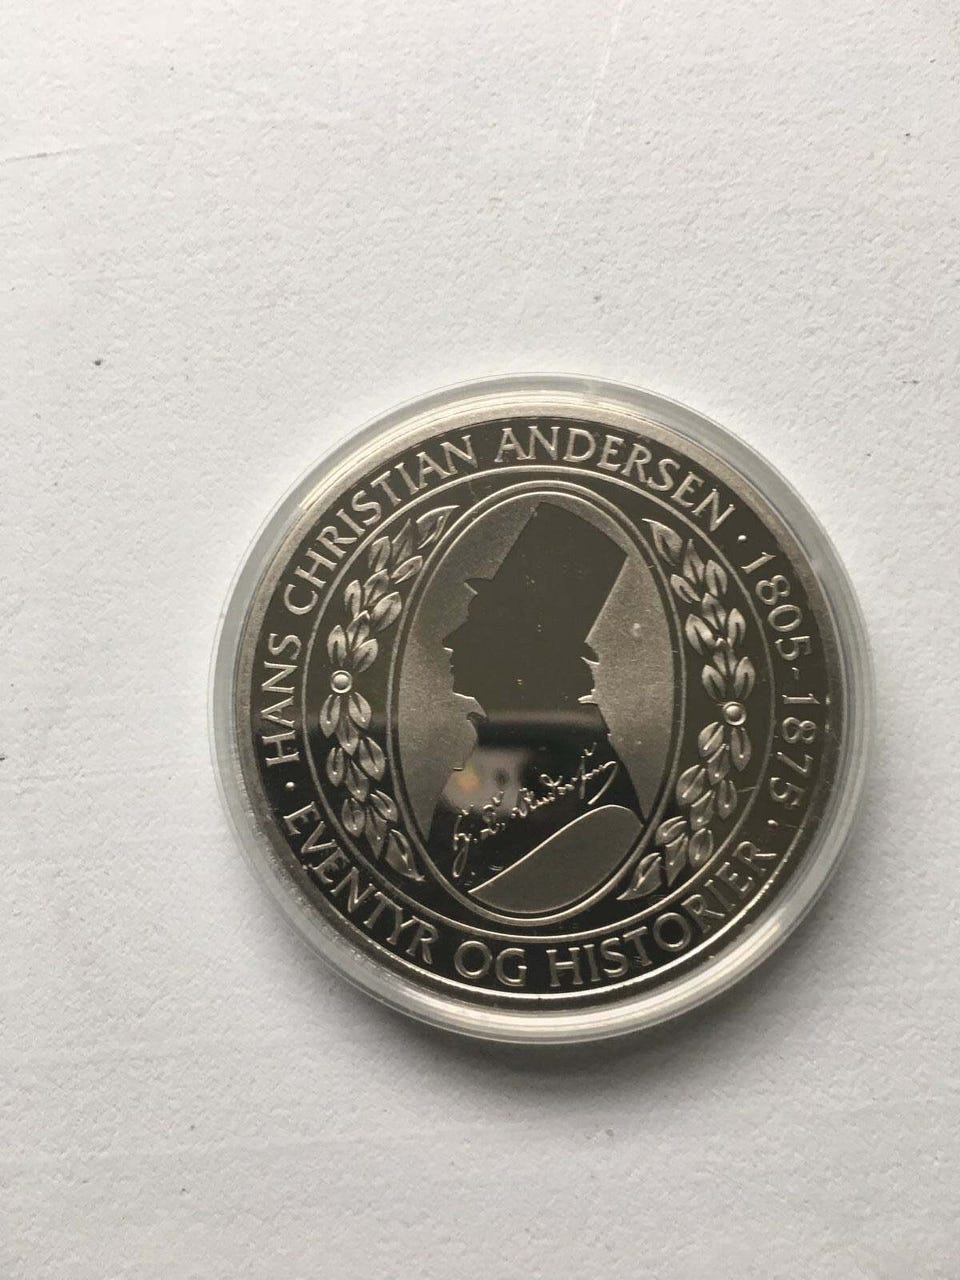 HANS CHRISTIAN ANDERSEN · 1805-1875 ·
EVENTYR OG HISTORIER ·